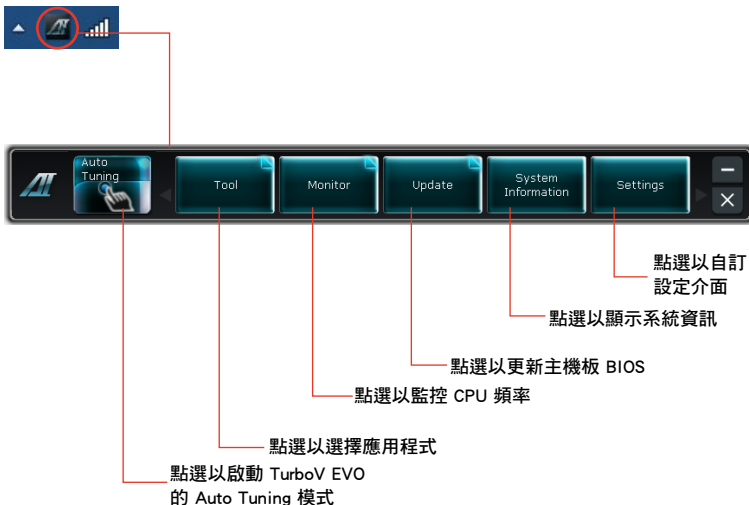 Auto
Tuning
Tool
Monitor
Update
System
Information
Settings
點選以自訂
設定介面
點選以顯示系統資訊
點選以更新主機板 BIOS
點選以監控 CPU 頻率
點選以選擇應用程式
點選以啟動 TurboV EVO
的 Auto Tuning 模式